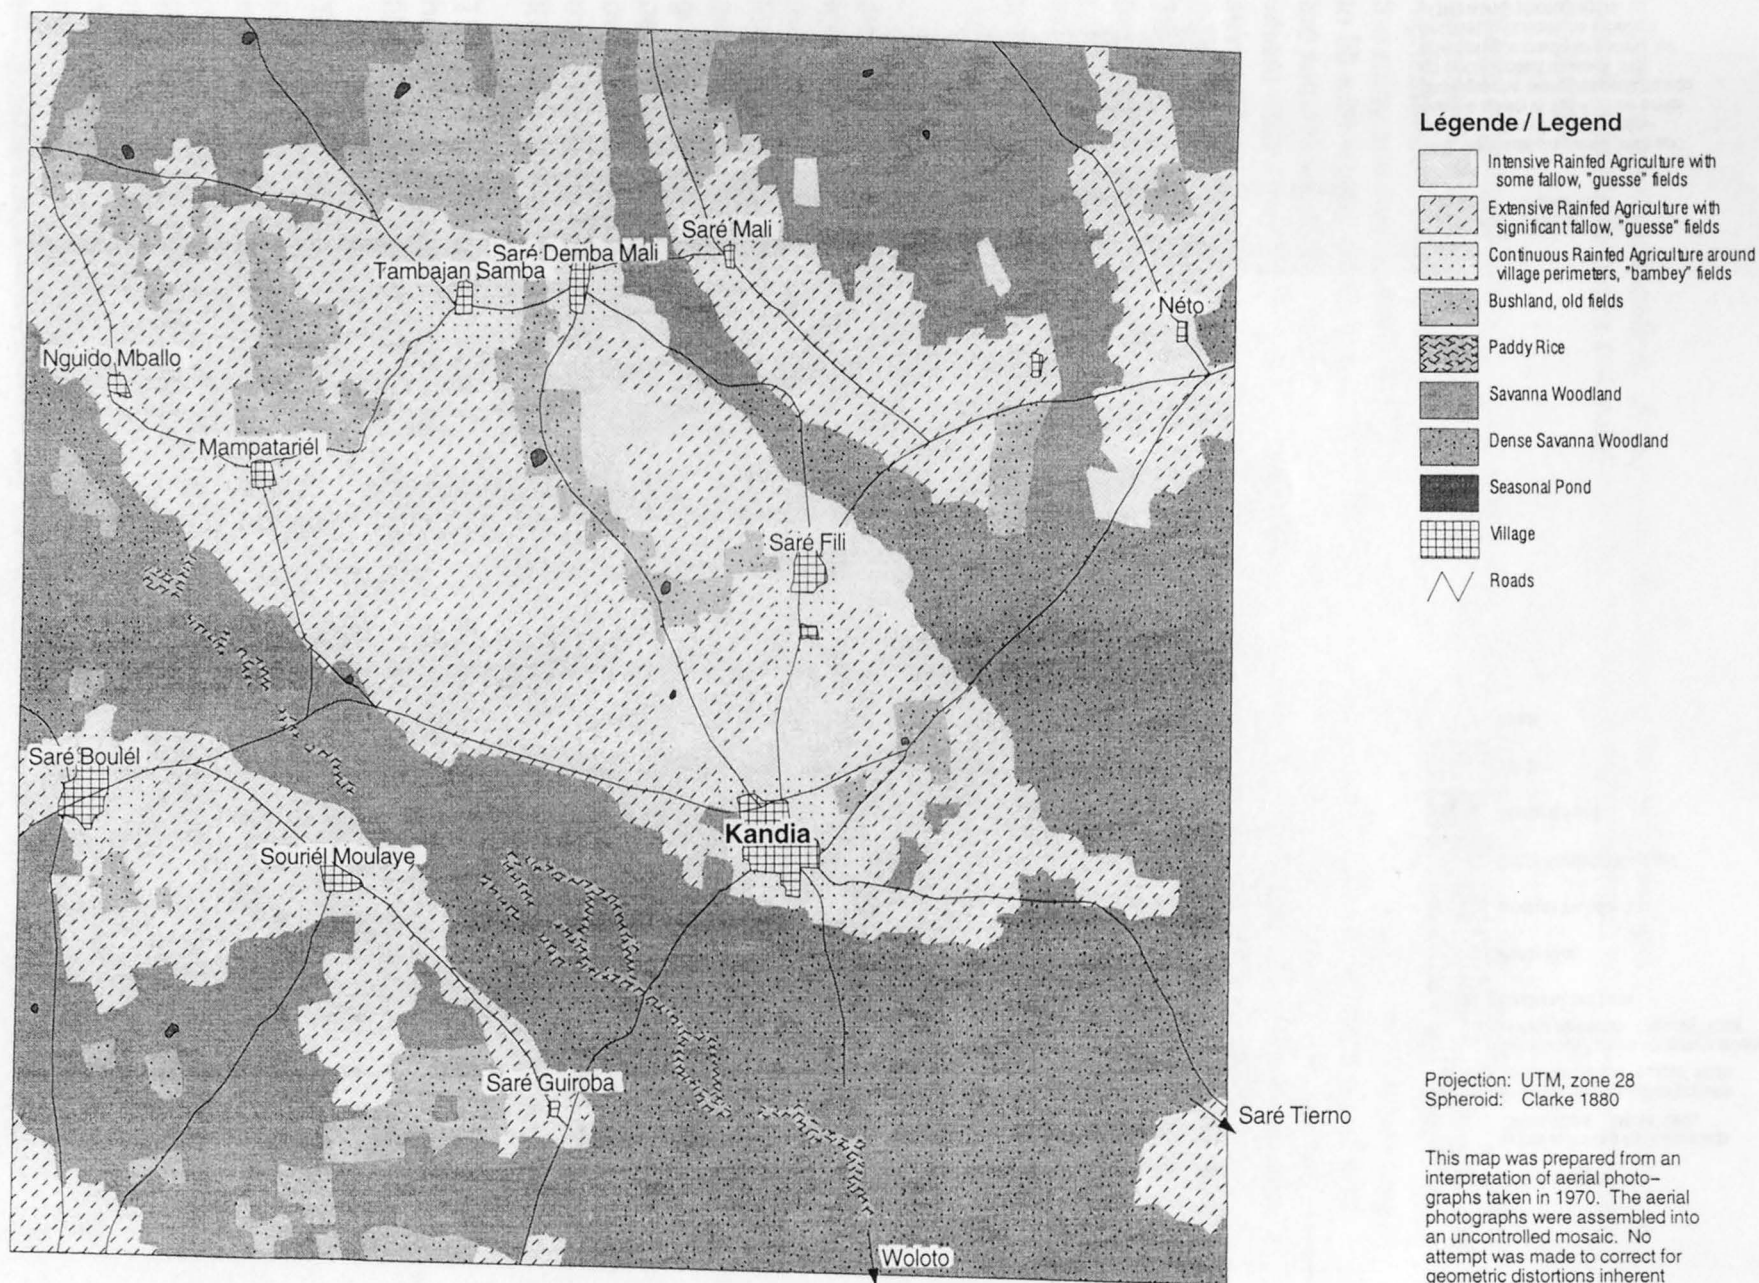 Légende / Legend
Intensive Rainfed Agriculture with
some fallow, "guesse" fields
Extensive Rainfed Agriculture with
significant fallow, "guesse" fields
Continuous Rainfed Agriculture around
village perimeters, "bambey" fields
Bushland, old fields
Paddy Rice
Savanna Woodland
Dense Savanna Woodland
Seasonal Pond
Village
Roads
Saré Mali
Saré Demba Mali
Tambajan Samba
Néto
Nguido Mballo
Mampatariél
Saré Fili
Saré Boulél
Kandia
Souriél Moulaye
Saré Guiroba
Saré Tierno
Woloto
Projection: UTM, zone 28
Spheroid: Clarke 1880
This map was prepared from an
interpretation of aerial photo-
graphs taken in 1970. The aerial
photographs were assembled into
an uncontrolled mosaic. No
attempt was made to correct for
geometric distortions inherent